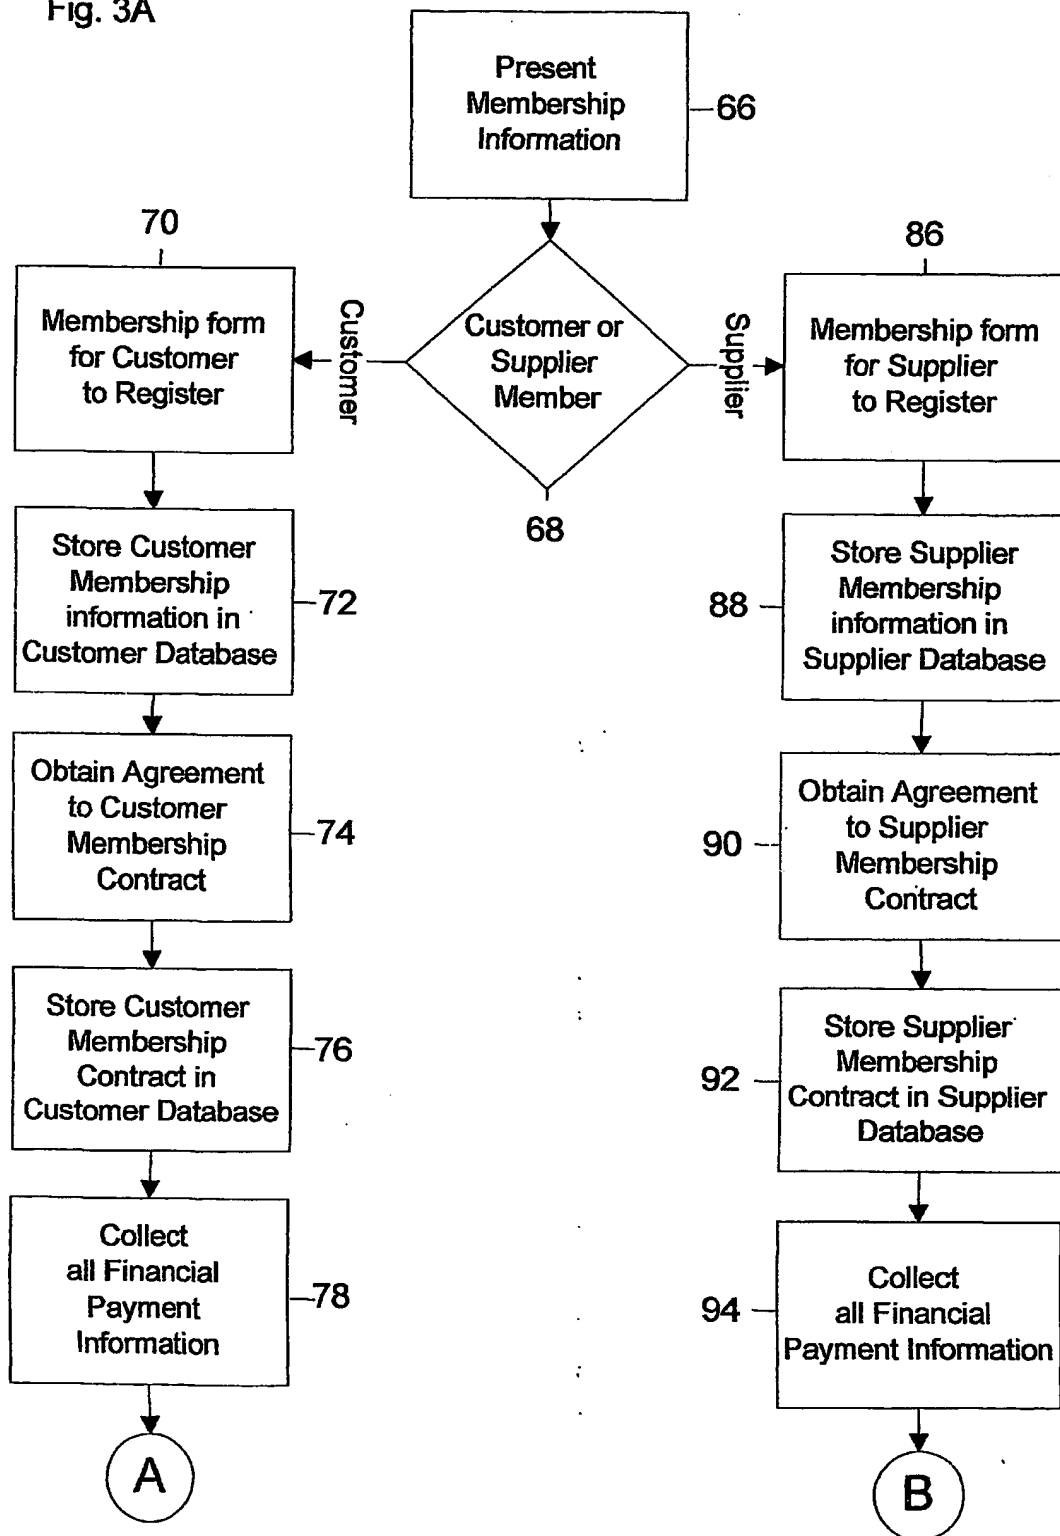 Fig. 3A
Present
Membership
Information
66
Customer or
Supplier
Member
68
Customer
Supplier
70
Membership form
for Customer
to Register
Store Customer
Membership
information in
Customer Database
72
Obtain Agreement
to Customer
Membership
Contract
74
Store Customer
Membership
Contract in
Customer Database
76
Collect
all Financial
Payment
Information
78
A
86
Membership form
for Supplier
to Register
Store Supplier
Membership
information in
Supplier Database
88
Obtain Agreement
to Supplier
Membership
Contract
90
Store Supplier
Membership
Contract in Supplier
Database
92
Collect
all Financial
Payment Information
94
B